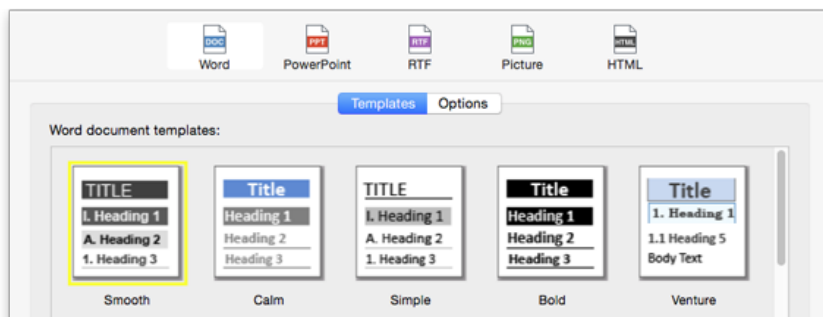 DOC PPT RTF PNG HTML
Word PowerPoint RTF Picture HTML
Templates Options
Word document templates:
TITLE
I. Heading 1
A. Heading 2
1. Heading 3
Smooth
Title
Heading 1
Heading 2
Heading 3
Calm
TITLE
I. Heading 1
A. Heading 2
1. Heading 3
Simple
Title
Heading 1
Heading 2
Heading 3
Bold
Title
1. Heading 1
1.1 Heading 5
Body Text
Venture